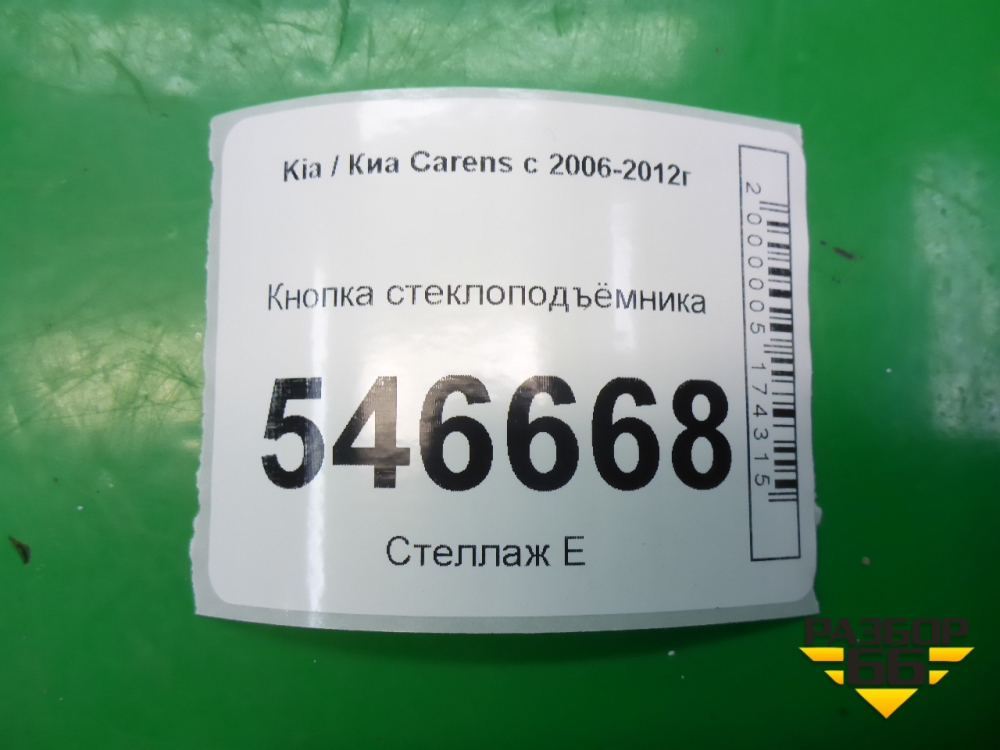 Kia / Киа Carens с 2006-2012г
Кнопка стеклоподъёмника
546668
Стеллаж Е
2000005174315
РАЗБОР
66